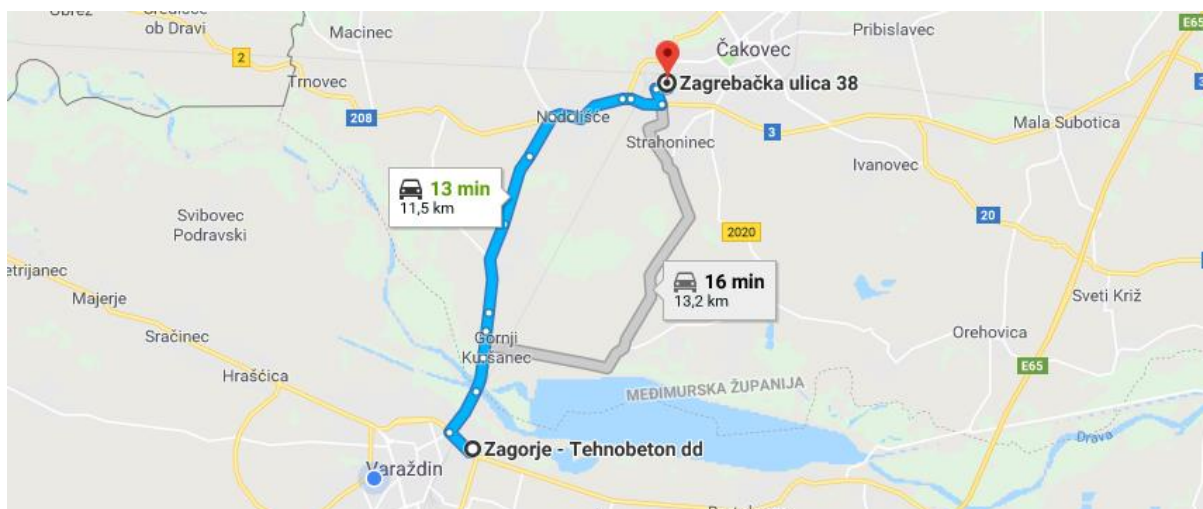 ob Dravi
Macinec
Pribislavec
E65
2
Čakovec
Trnovec
Zagrebačka ulica 38
208
Nedelišće
3
Mala Subotica
Strahoninec
Ivanovec
13 min
11,5 km
20
Svibovec
Podravski
2020
etrijanec
16 min
13,2 km
Majerje
Sveti Križ
Sračinec
Gornji
Kuršanec
Orehovica
Hrašćica
E65
MEĐIMURSKA ŽUPANIJA
Drava
Zagorje - Tehnobeton dd
Varaždin